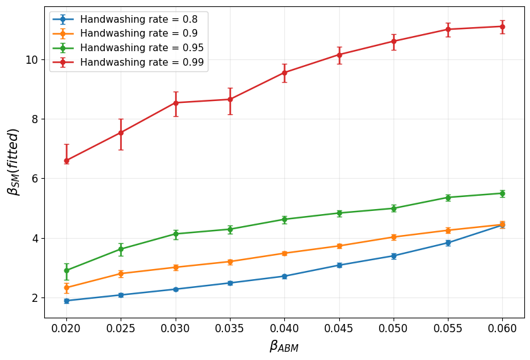 Handwashing rate = 0.8
Handwashing rate = 0.9
Handwashing rate = 0.95
Handwashing rate = 0.99
10
8
6
4
2
β_SM(fitted)
0.020 0.025 0.030 0.035 0.040 0.045 0.050 0.055 0.060
β_ABM